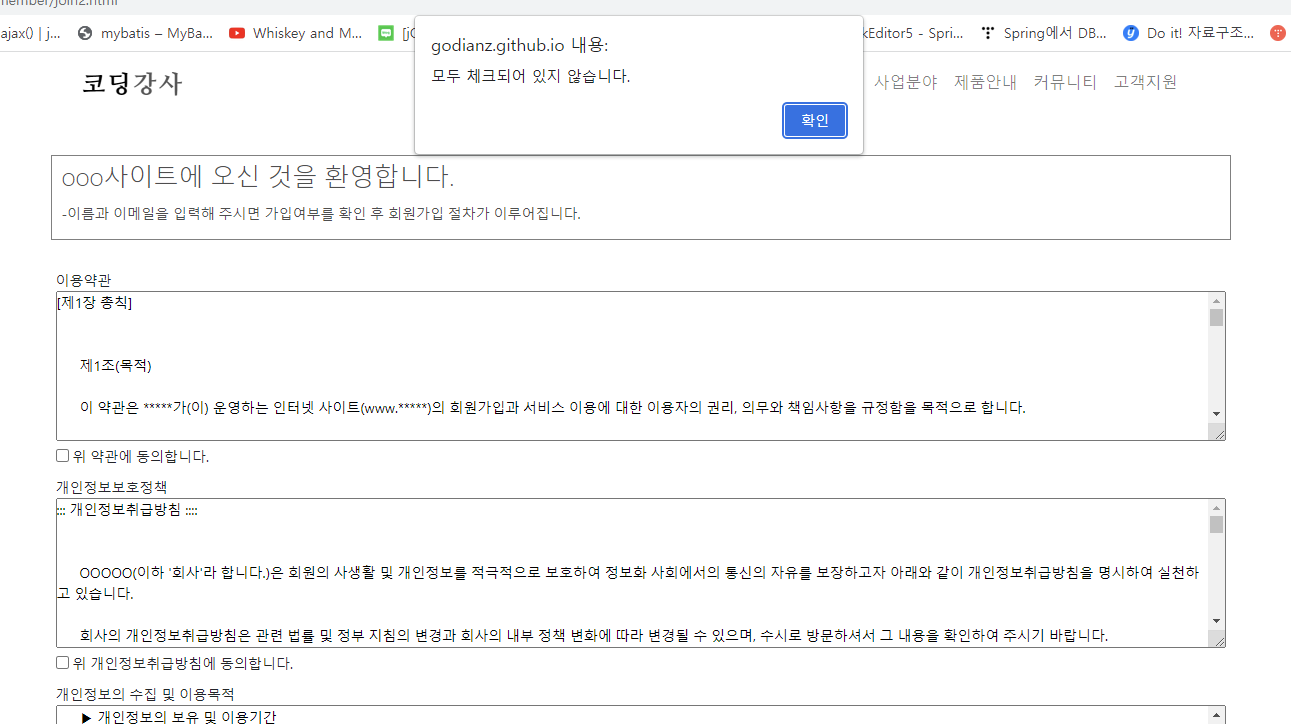 member/join2.html
ajax() | j...
mybatis – MyBa...
Whiskey and M...
[jQ
kEditor5 - Spri...
Spring에서 DB...
Do it! 자료구조...
godianz.github.io 내용:
모두 체크되어 있지 않습니다.
확인
코딩강사
사업분야 제품안내 커뮤니티 고객지원
ooo사이트에 오신 것을 환영합니다.
-이름과 이메일을 입력해 주시면 가입여부를 확인 후 회원가입 절차가 이루어집니다.
이용약관
[제1장 총칙]
제1조(목적)
이 약관은 *****가(이) 운영하는 인터넷 사이트(www.*****)의 회원가입과 서비스 이용에 대한 이용자의 권리, 의무와 책임사항을 규정함을 목적으로 합니다.
위 약관에 동의합니다.
개인정보보호정책
::: 개인정보취급방침 ::::
OOOOO(이하 '회사'라 합니다.)은 회원의 사생활 및 개인정보를 적극적으로 보호하여 정보화 사회에서의 통신의 자유를 보장하고자 아래와 같이 개인정보취급방침을 명시하여 실천하
고 있습니다.
회사의 개인정보취급방침은 관련 법률 및 정부 지침의 변경과 회사의 내부 정책 변화에 따라 변경될 수 있으며, 수시로 방문하셔서 그 내용을 확인하여 주시기 바랍니다.
위 개인정보취급방침에 동의합니다.
개인정보의 수집 및 이용목적
▶ 개인정보의 보유 및 이용기간